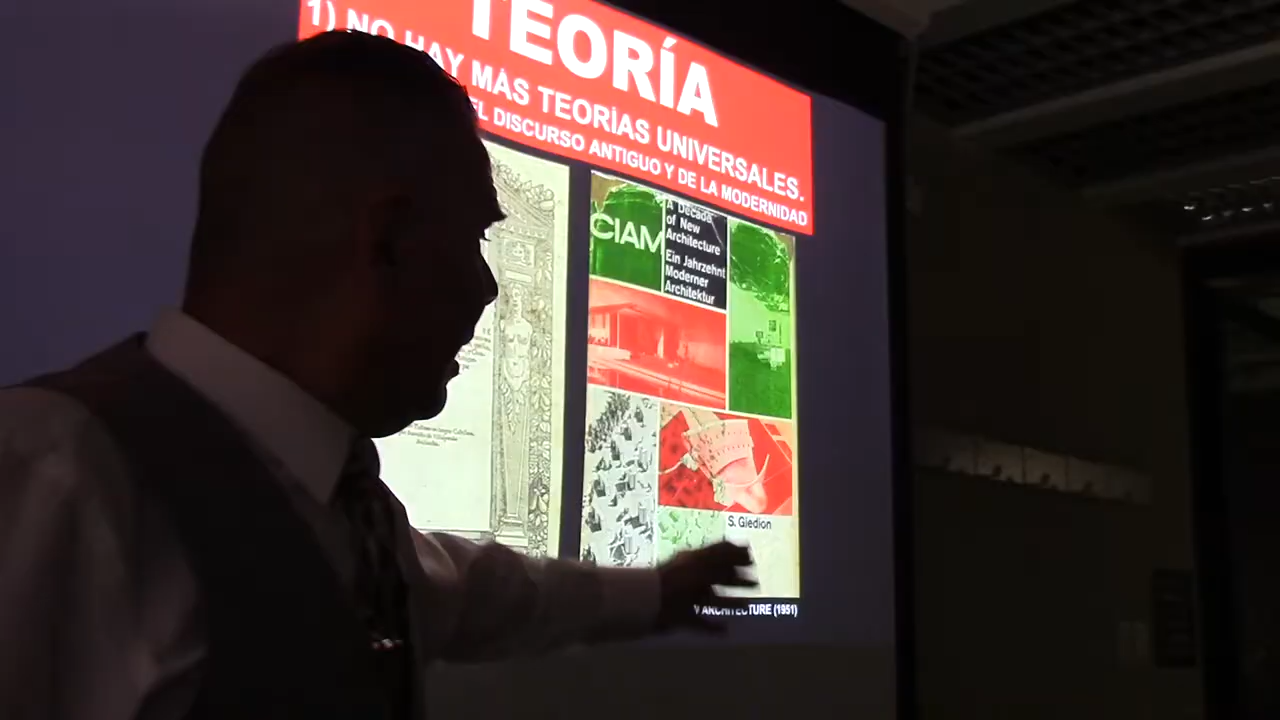 TEORÍA
1) NO HAY MAS TEORÍAS UNIVERSALES.
EL DISCURSO ANTIGUO Y DE LA MODERNIDAD
CIAM
A Decade
of New
Architecture
Ein Jahrzehnt
Moderner
Architektur
S. Giedion
ARCHITECTURE (1951)